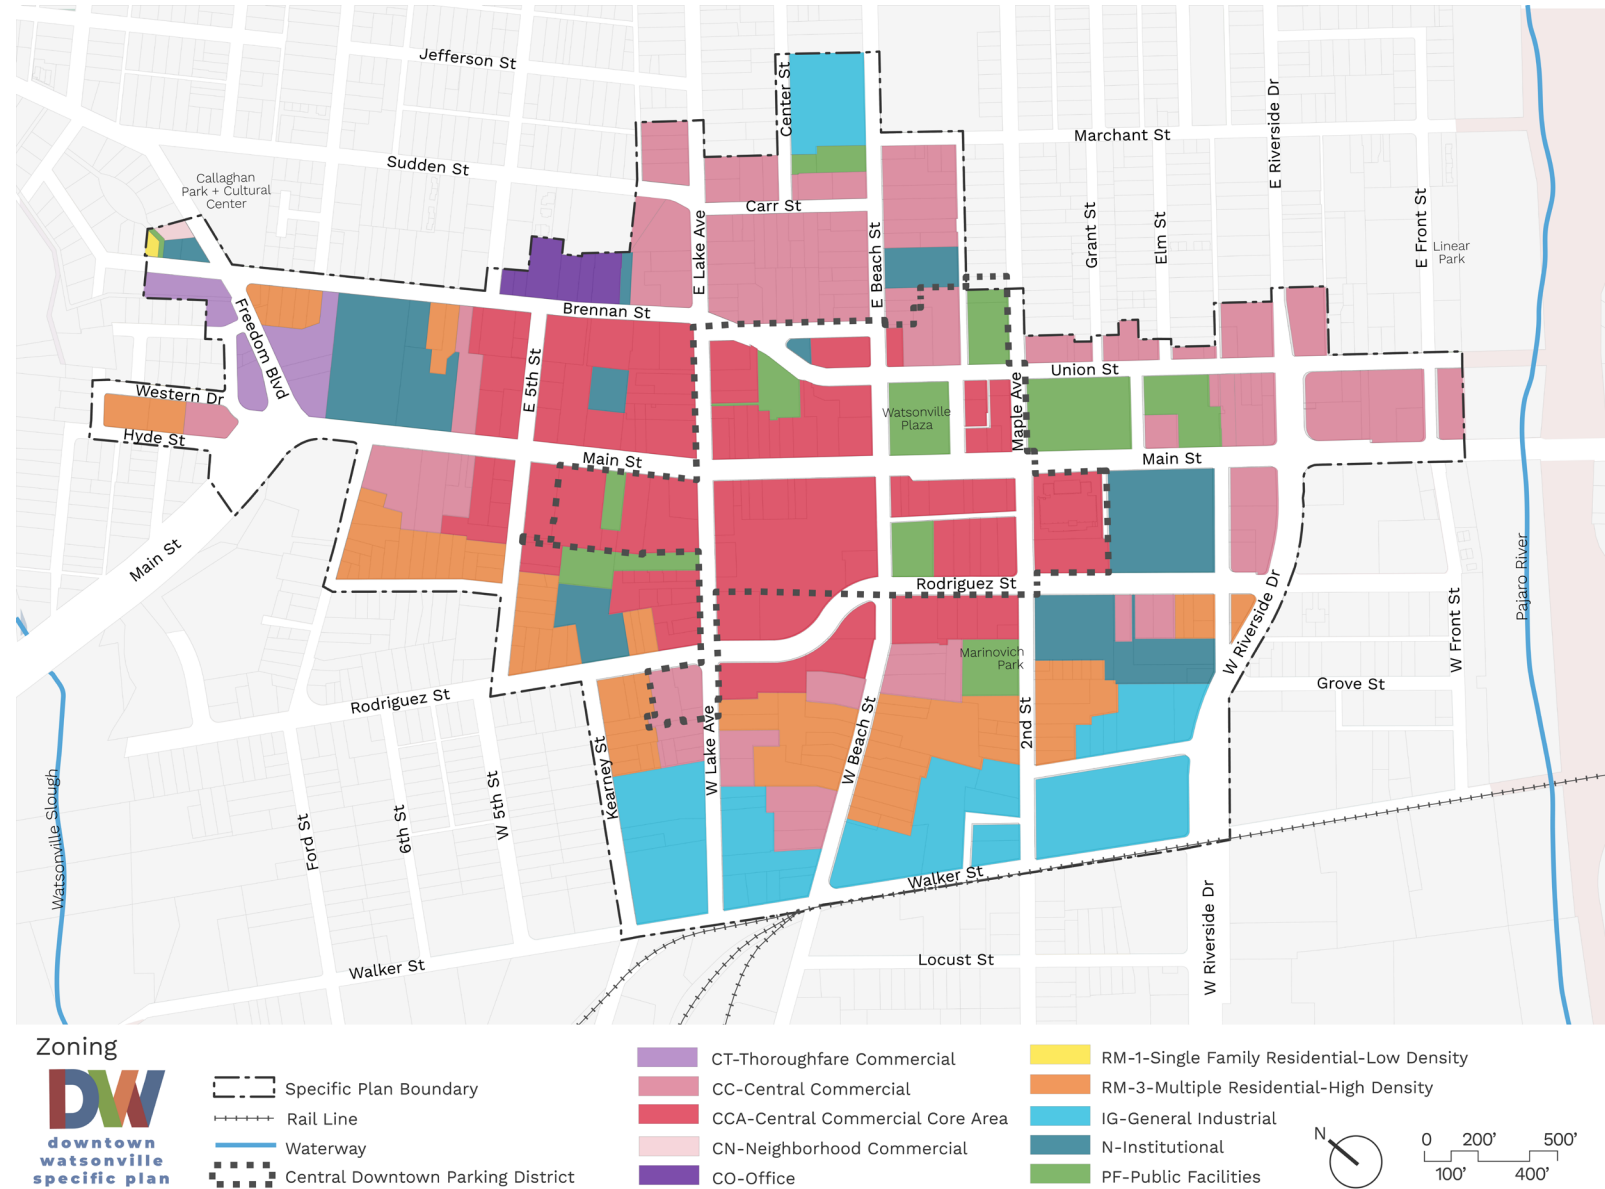 Jefferson St
Center St
Marchant St
E Riverside Dr
Sudden St
Callaghan
Park + Cultural
Center
Carr St
E Lake Ave
E Beach St
Grant St
Elm St
E Front St
Linear
Park
Freedom Blvd
Brennan St
E 5th St
Union St
Maple Ave
Watsonville
Plaza
Western Dr
Hyde St
Main St
Main St
Main St
Rodriguez St
Pajaro River
W Front St
W Riverside Dr
Marinovich
Park
Grove St
Rodriguez St
2nd St
W Beach St
W Lake Ave
Kearney St
W 5th St
6th St
Ford St
Watsonville Slough
Walker St
Walker St
Locust St
W Riverside Dr
Zoning
DW
downtown
watsonville
specific plan
Specific Plan Boundary
Rail Line
Waterway
Central Downtown Parking District
CT-Thoroughfare Commercial
CC-Central Commercial
CCA-Central Commercial Core Area
CN-Neighborhood Commercial
CO-Office
RM-1-Single Family Residential-Low Density
RM-3-Multiple Residential-High Density
IG-General Industrial
N-Institutional
PF-Public Facilities
N
0 200' 500'
100' 400'